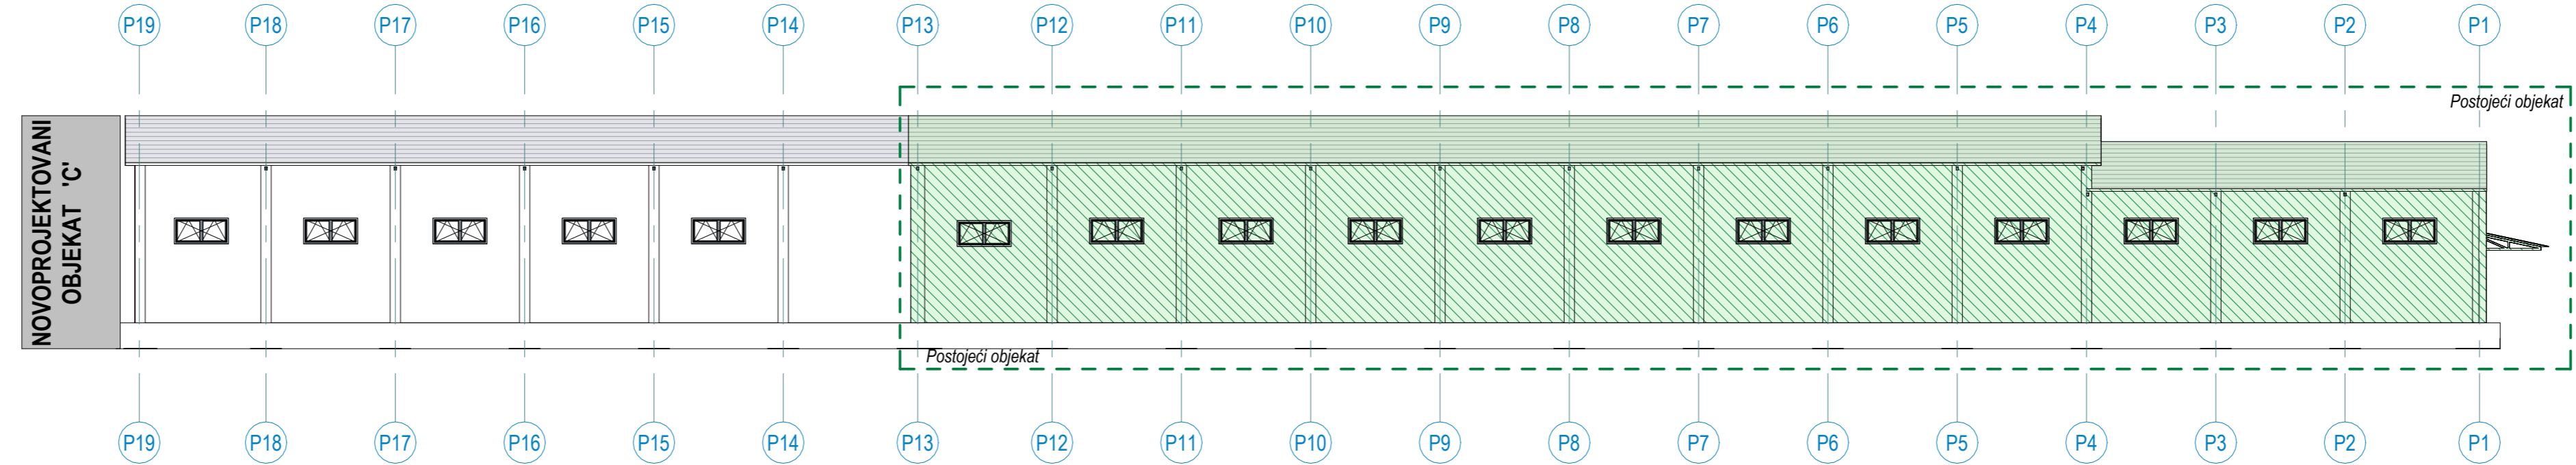 P19 P18 P17 P16 P15 P14 P13 P12 P11 P10 P9 P8 P7 P6 P5 P4 P3 P2 P1
Postojeći objekat
NOVOPROJEKTOVANI
OBJEKAT 'C'
Postojeći objekat
P19 P18 P17 P16 P15 P14 P13 P12 P11 P10 P9 P8 P7 P6 P5 P4 P3 P2 P1